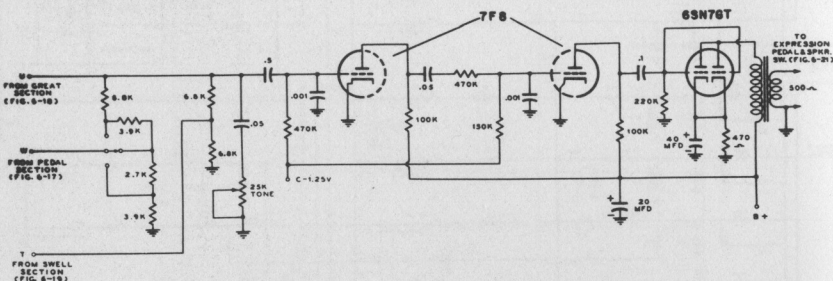 7F8
6SN7GT
TO
EXPRESSION
PEDAL & SPKR.
SW. (FIG. 6-21)
500
U
FROM GREAT
SECTION
(FIG. 6-18)
6.8K
3.9K
W
FROM PEDAL
SECTION
(FIG. 6-17)
2.7K
3.9K
T
FROM SWELL
SECTION
(FIG. 6-19)
6.8K
6.8K
.05
25K
TONE
.5
.001
470K
C-1.25V
.05
100K
470K
.001
150K
100K
+
-
20
MFD
.1
220K
+
-
40
MFD
470
Ω
B+